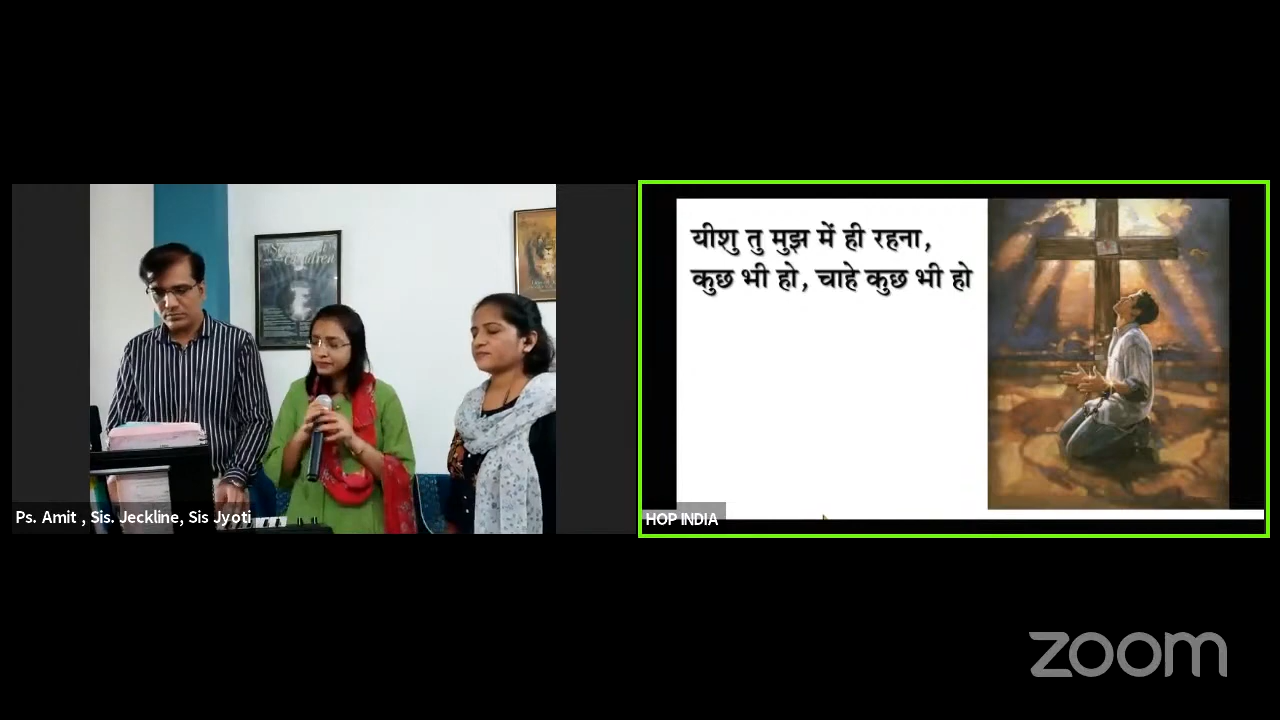 Ps. Amit , Sis. Jeckline, Sis Jyoti
यीशु तु मुझ में ही रहना,
कुछ भी हो, चाहे कुछ भी हो
HOP INDIA
zoom